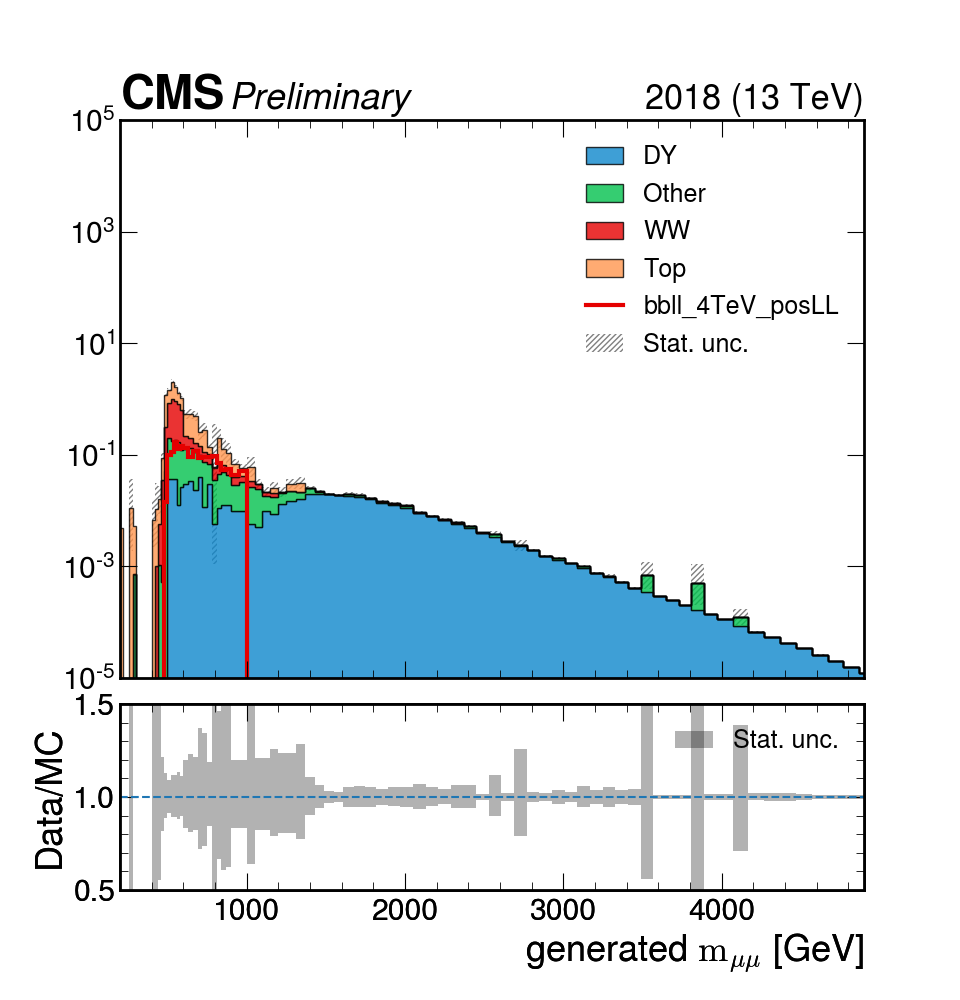 CMS Preliminary 2018 (13 TeV)
10^5
10^3
10^1
10^-1
10^-3
10^-5
DY
Other
WW
Top
bbll_4TeV_posLL
Stat. unc.
1.5
1.0
0.5
Data/MC
Stat. unc.
1000 2000 3000 4000
generated m_μμ [GeV]